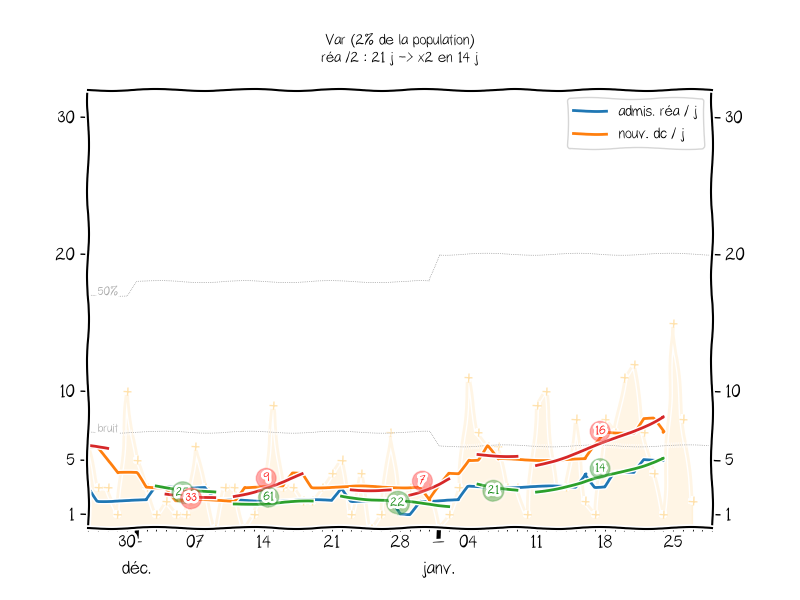 Var (2% de la population)
réa /2 : 21 j -> x2 en 14 j
admis. réa / j
nouv. dc / j
30 30
20 20
50%
10 10
bruit
5 5
1 1
16
14
9
7
33
61
22
21
30 07 14 21 28 04 11 18 25
déc. janv.